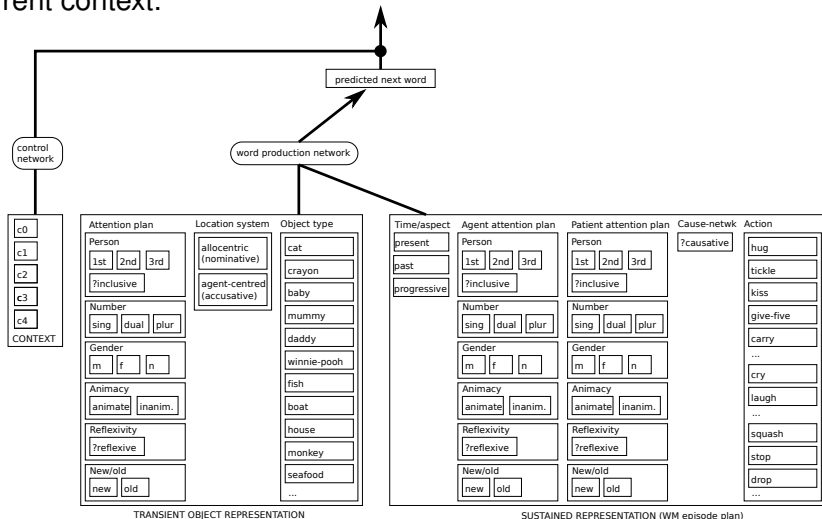 rent context.
predicted next word
control
network
word production network
c0
c1
c2
c3
c4
CONTEXT
Attention plan
Person
1st 2nd 3rd
?inclusive
Number
sing dual plur
Gender
m f n
Animacy
animate inanim.
Reflexivity
?reflexive
New/old
new old
Location system
allocentric
(nominative)
agent-centred
(accusative)
Object type
cat
crayon
baby
mummy
daddy
winnie-pooh
fish
boat
house
monkey
seafood
...
TRANSIENT OBJECT REPRESENTATION
Time/aspect
present
past
progressive
Agent attention plan
Person
1st 2nd 3rd
?inclusive
Number
sing dual plur
Gender
m f n
Animacy
animate inanim.
Reflexivity
?reflexive
New/old
new old
Patient attention plan
Person
1st 2nd 3rd
?inclusive
Number
sing dual plur
Gender
m f n
Animacy
animate inanim.
Reflexivity
?reflexive
New/old
new old
Cause-netwk
?causative
Action
hug
tickle
kiss
give-five
carry
...
cry
laugh
...
squash
stop
drop
...
SUSTAINED REPRESENTATION (WM episode plan)